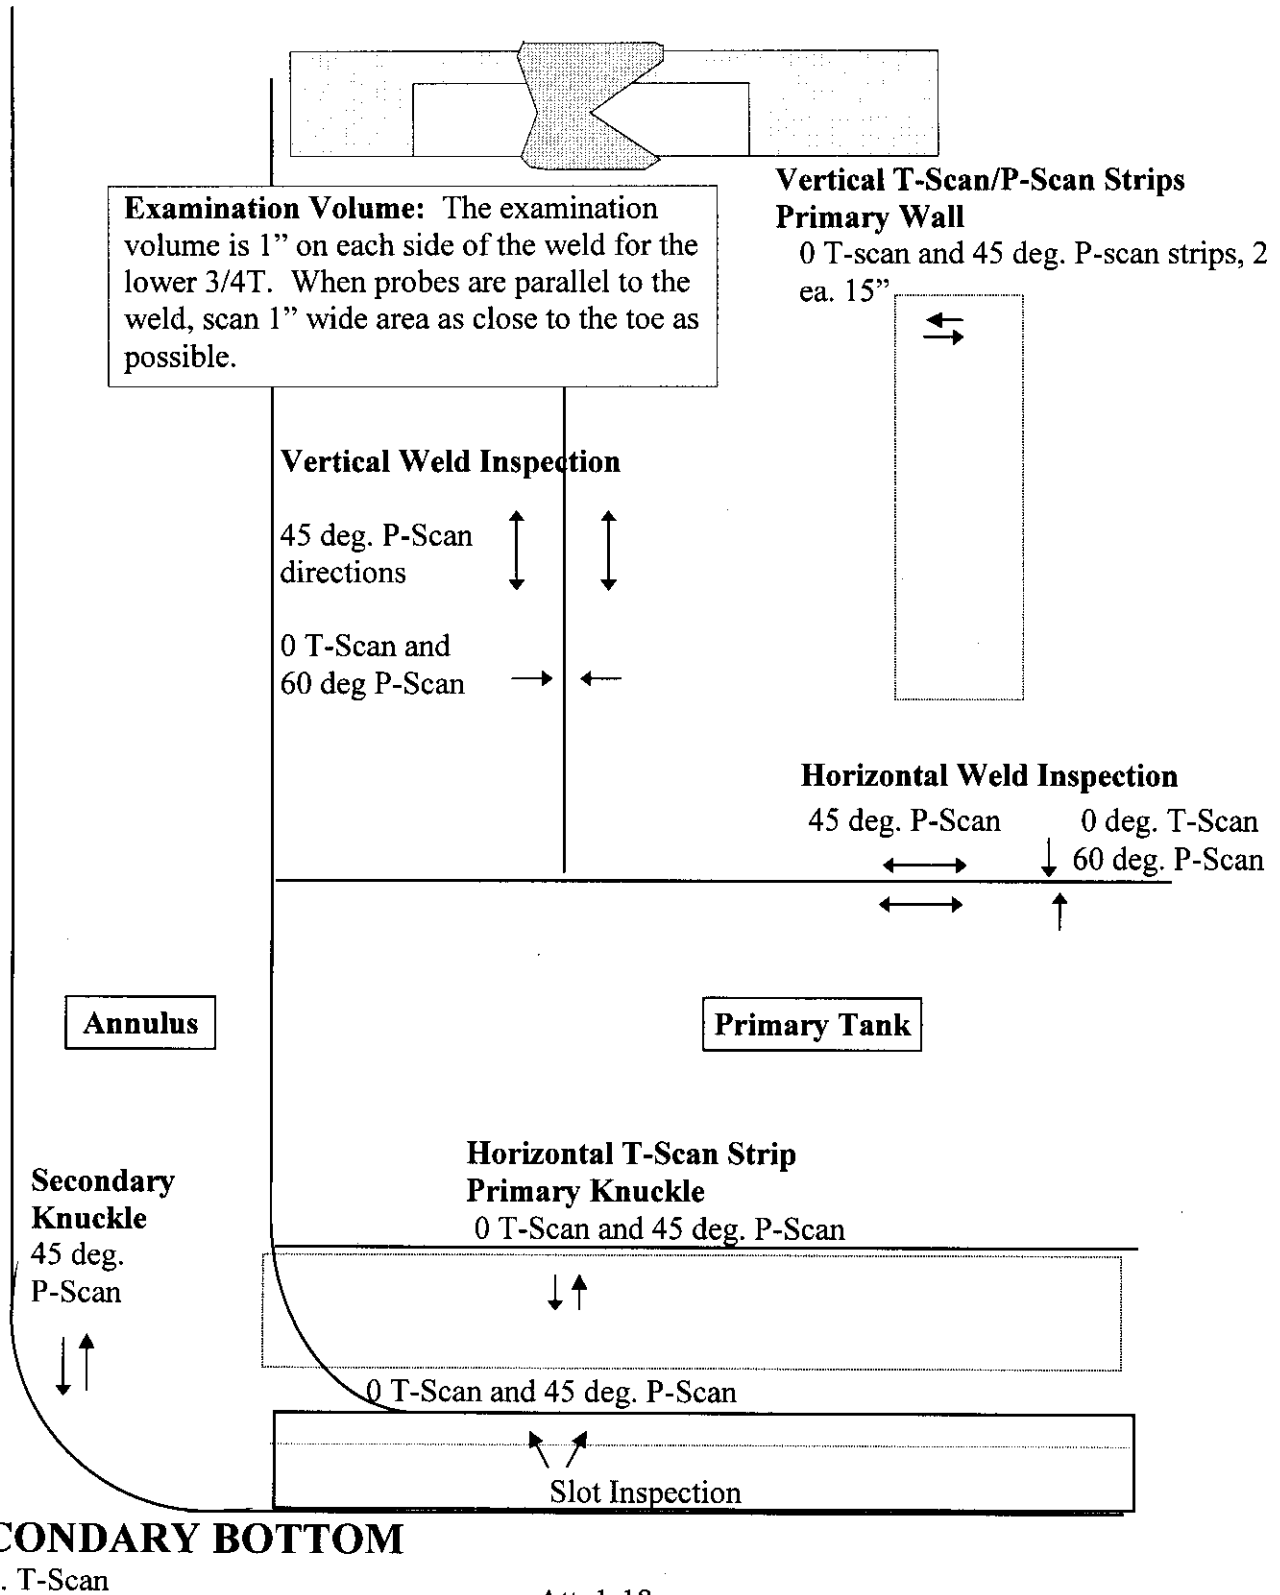 Vertical T-Scan/P-Scan Strips
Primary Wall
0 T-scan and 45 deg. P-scan strips, 2
ea. 15”
Examination Volume: The examination
volume is 1” on each side of the weld for the
lower 3/4T. When probes are parallel to the
weld, scan 1” wide area as close to the toe as
possible.
Vertical Weld Inspection
45 deg. P-Scan
directions
0 T-Scan and
60 deg P-Scan
Horizontal Weld Inspection
45 deg. P-Scan
0 deg. T-Scan
60 deg. P-Scan
Annulus
Primary Tank
Horizontal T-Scan Strip
Primary Knuckle
0 T-Scan and 45 deg. P-Scan
Secondary
Knuckle
45 deg.
P-Scan
0 T-Scan and 45 deg. P-Scan
Slot Inspection
CONDARY BOTTOM
. T-Scan